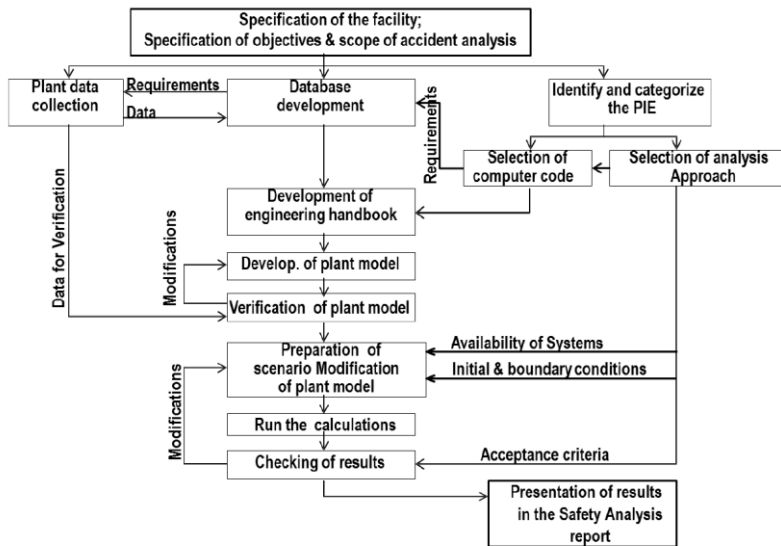 Specification of the facility;
Specification of objectives & scope of accident analysis
Plant data
collection
Requirements
Data
Database
development
Identify and categorize
the PIE
Requirements
Selection of
computer code
Selection of analysis
Approach
Development of
engineering handbook
Data for Verification
Modifications
Develop. of plant model
Verification of plant model
Preparation of
scenario Modification
of plant model
Availability of Systems
Initial & boundary conditions
Modifications
Run the calculations
Checking of results
Acceptance criteria
Presentation of results
in the Safety Analysis
report